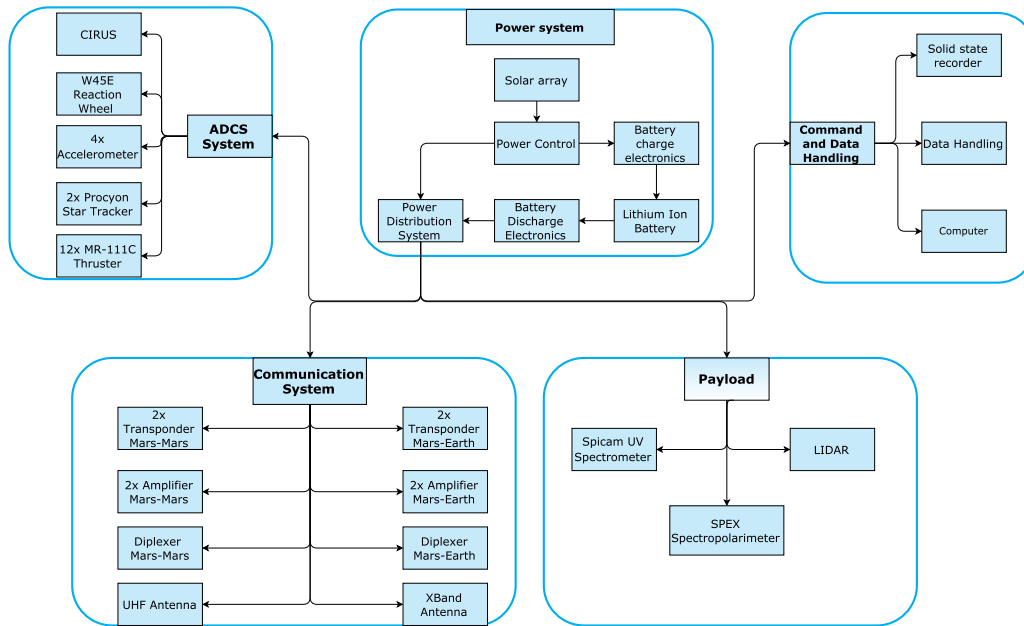 CIRUS
W45E
Reaction
Wheel
4x
Accelerometer
2x Procyon
Star Tracker
12x MR-111C
Thruster
ADCS
System
Power system
Solar array
Power Control
Battery
charge
electronics
Power
Distribution
System
Battery
Discharge
Electronics
Lithium Ion
Battery
Command
and Data
Handling
Solid state
recorder
Data Handling
Computer
Communication
System
2x
Transponder
Mars-Mars
2x
Transponder
Mars-Earth
2x Amplifier
Mars-Mars
2x Amplifier
Mars-Earth
Diplexer
Mars-Mars
Diplexer
Mars-Earth
UHF Antenna
XBand
Antenna
Payload
Spicam UV
Spectrometer
LIDAR
SPEX
Spectropolarimeter